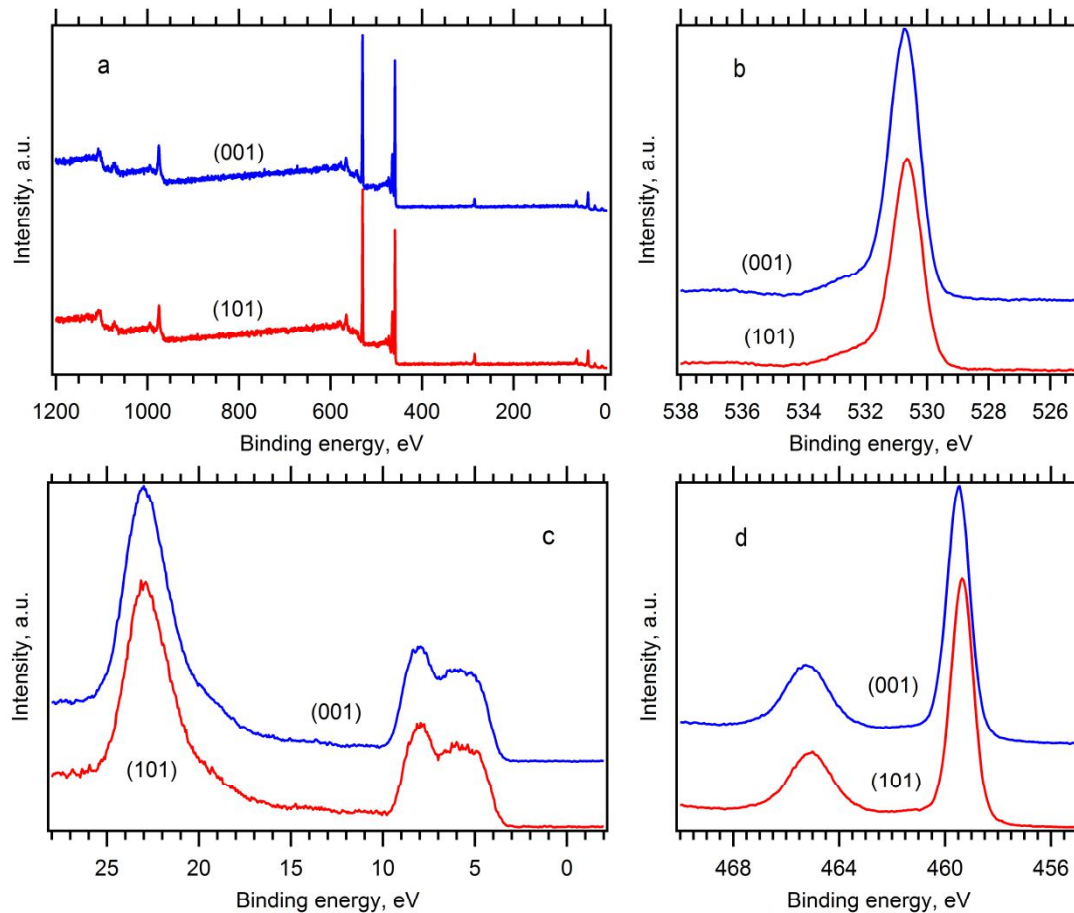 a
(001)
(101)
Intensity, a.u.
1200 1000 800 600 400 200 0
Binding energy, eV
b
(001)
(101)
Intensity, a.u.
538 536 534 532 530 528 526
Binding energy, eV
c
(001)
(101)
Intensity, a.u.
25 20 15 10 5 0
Binding energy, eV
d
(001)
(101)
Intensity, a.u.
468 464 460 456
Binding energy, eV